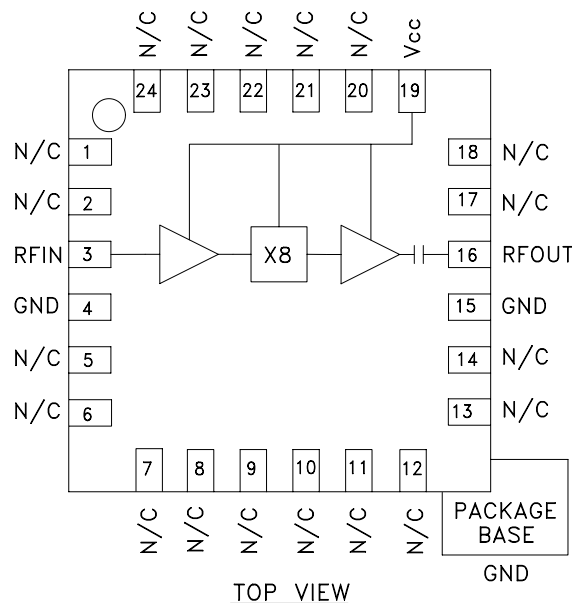 N/C N/C N/C N/C N/C Vcc
24 23 22 21 20 19
N/C 1 18 N/C
N/C 2 17 N/C
RFIN 3 X8 16 RFOUT
GND 4 15 GND
N/C 5 14 N/C
N/C 6 13 N/C
7 8 9 10 11 12
N/C N/C N/C N/C N/C N/C
PACKAGE
BASE
GND
TOP VIEW